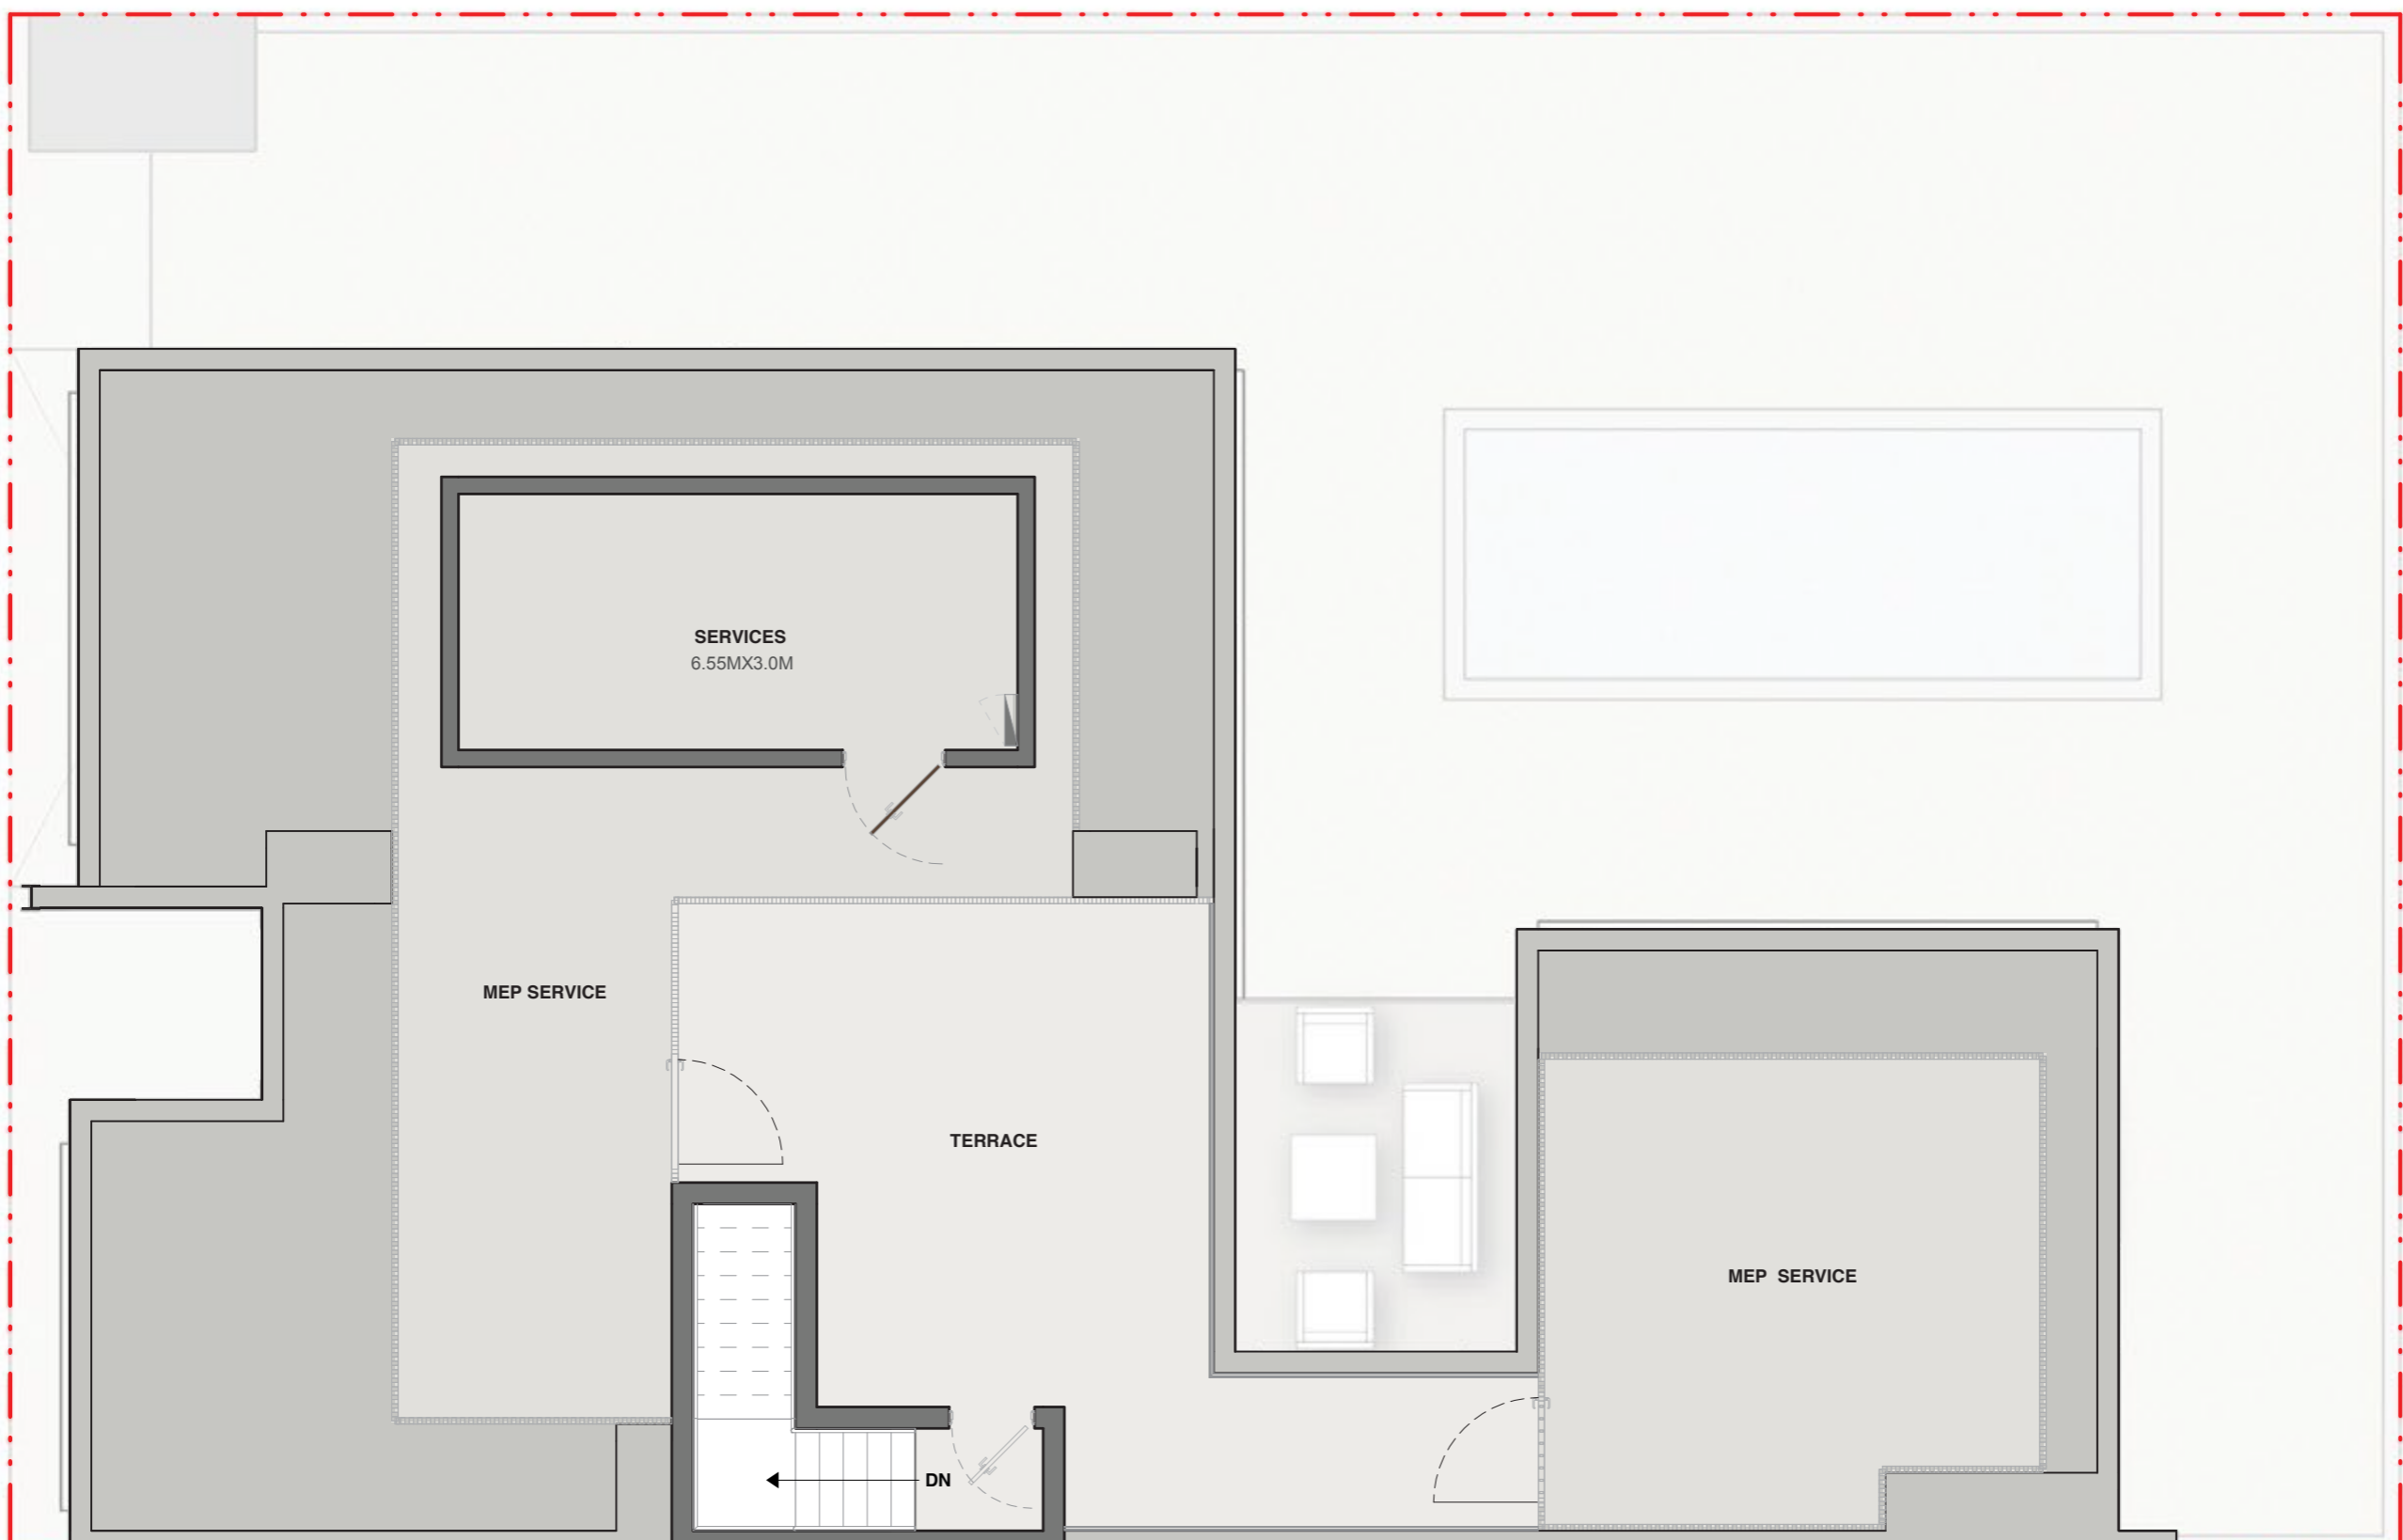 SERVICES
6.55MX3.0M
MEP SERVICE
TERRACE
MEP SERVICE
DN